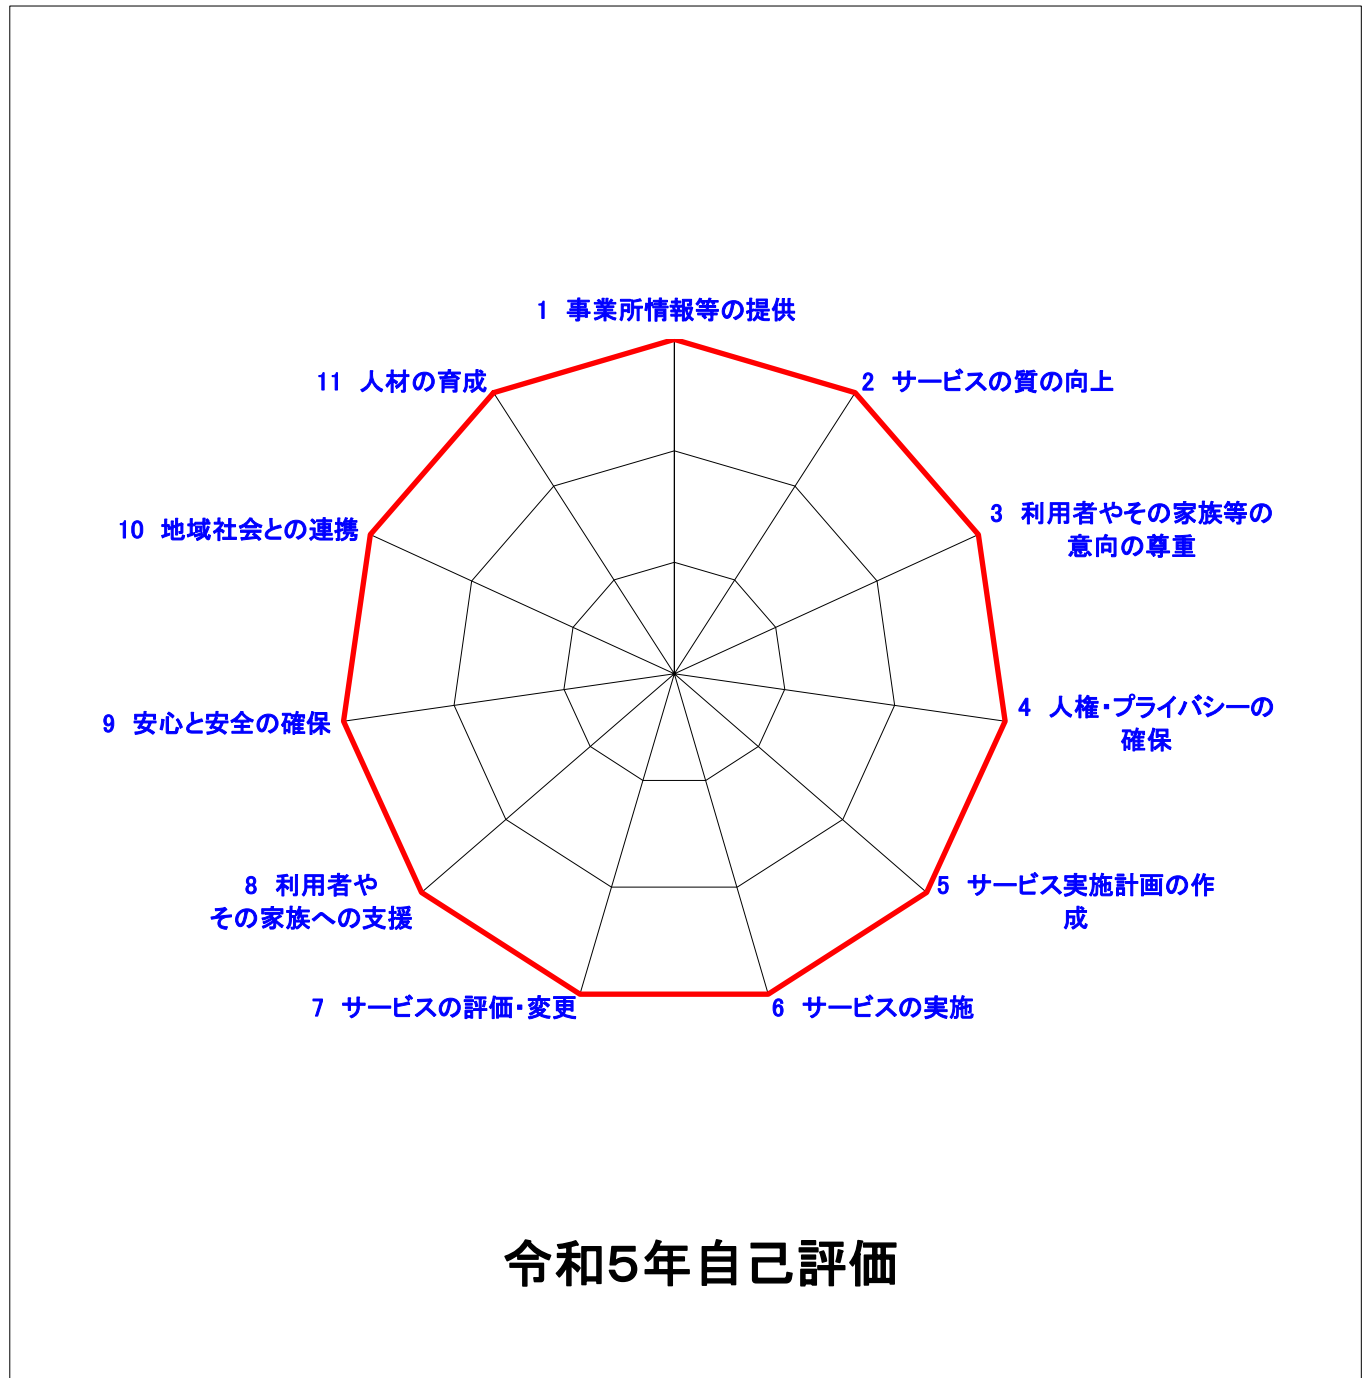 1　事業所情報等の提供
2　サービスの質の向上
3　利用者やその家族等の
意向の尊重
4　人権・プライバシーの
確保
5　サービス実施計画の作
成
6　サービスの実施
7　サービスの評価・変更
8　利用者や
その家族への支援
9　安心と安全の確保
10　地域社会との連携
11　人材の育成
令和5年自己評価